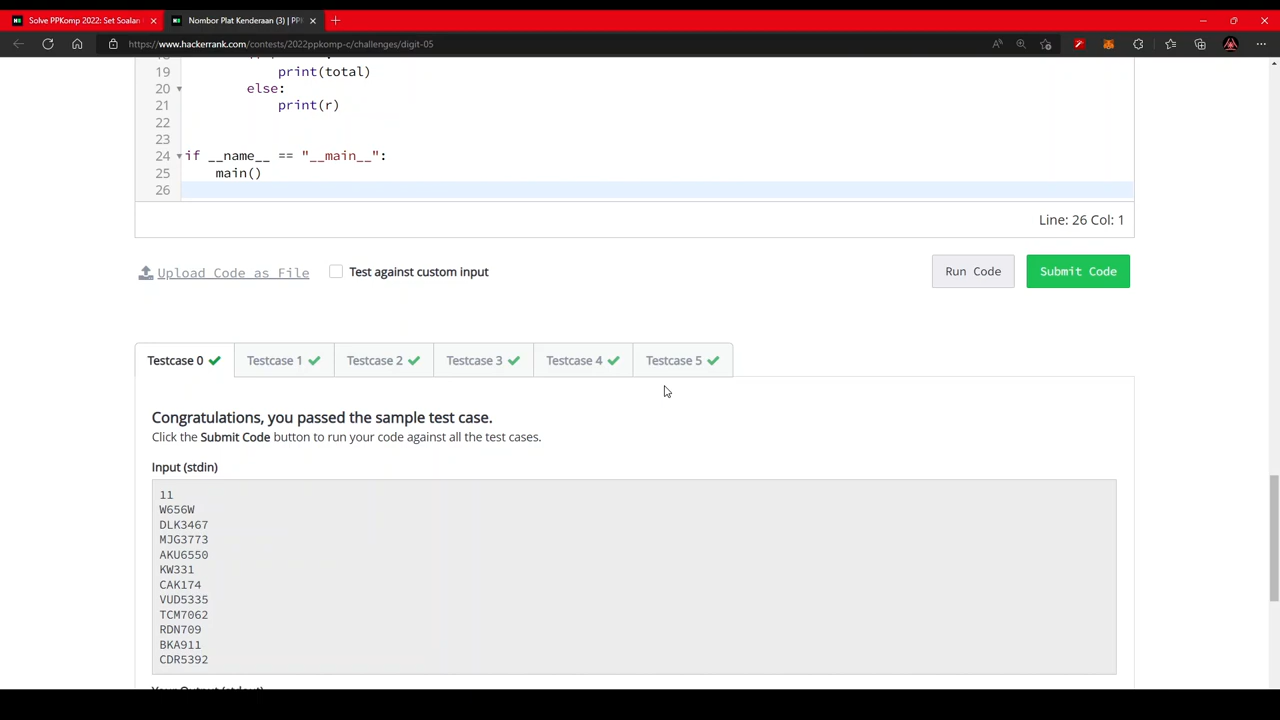 Solve PPKomp 2022: Set Soalan
Nombor Plat Kenderaan (3) | PP
https://www.hackerrank.com/contests/2022ppkomp-c/challenges/digit-05
19 print(total)
20 else:
21 print(r)
22
23
24 if __name__ == "__main__":
25 main()
26
Line: 26 Col: 1
Upload Code as File
Test against custom input
Run Code
Submit Code
Testcase 0
Testcase 1
Testcase 2
Testcase 3
Testcase 4
Testcase 5
Congratulations, you passed the sample test case.
Click the Submit Code button to run your code against all the test cases.
Input (stdin)
11
W656W
DLK3467
MJG3773
AKU6550
KW331
CAK174
VUD5335
TCM7062
RDN709
BKA911
CDR5392
Your Output (stdout)